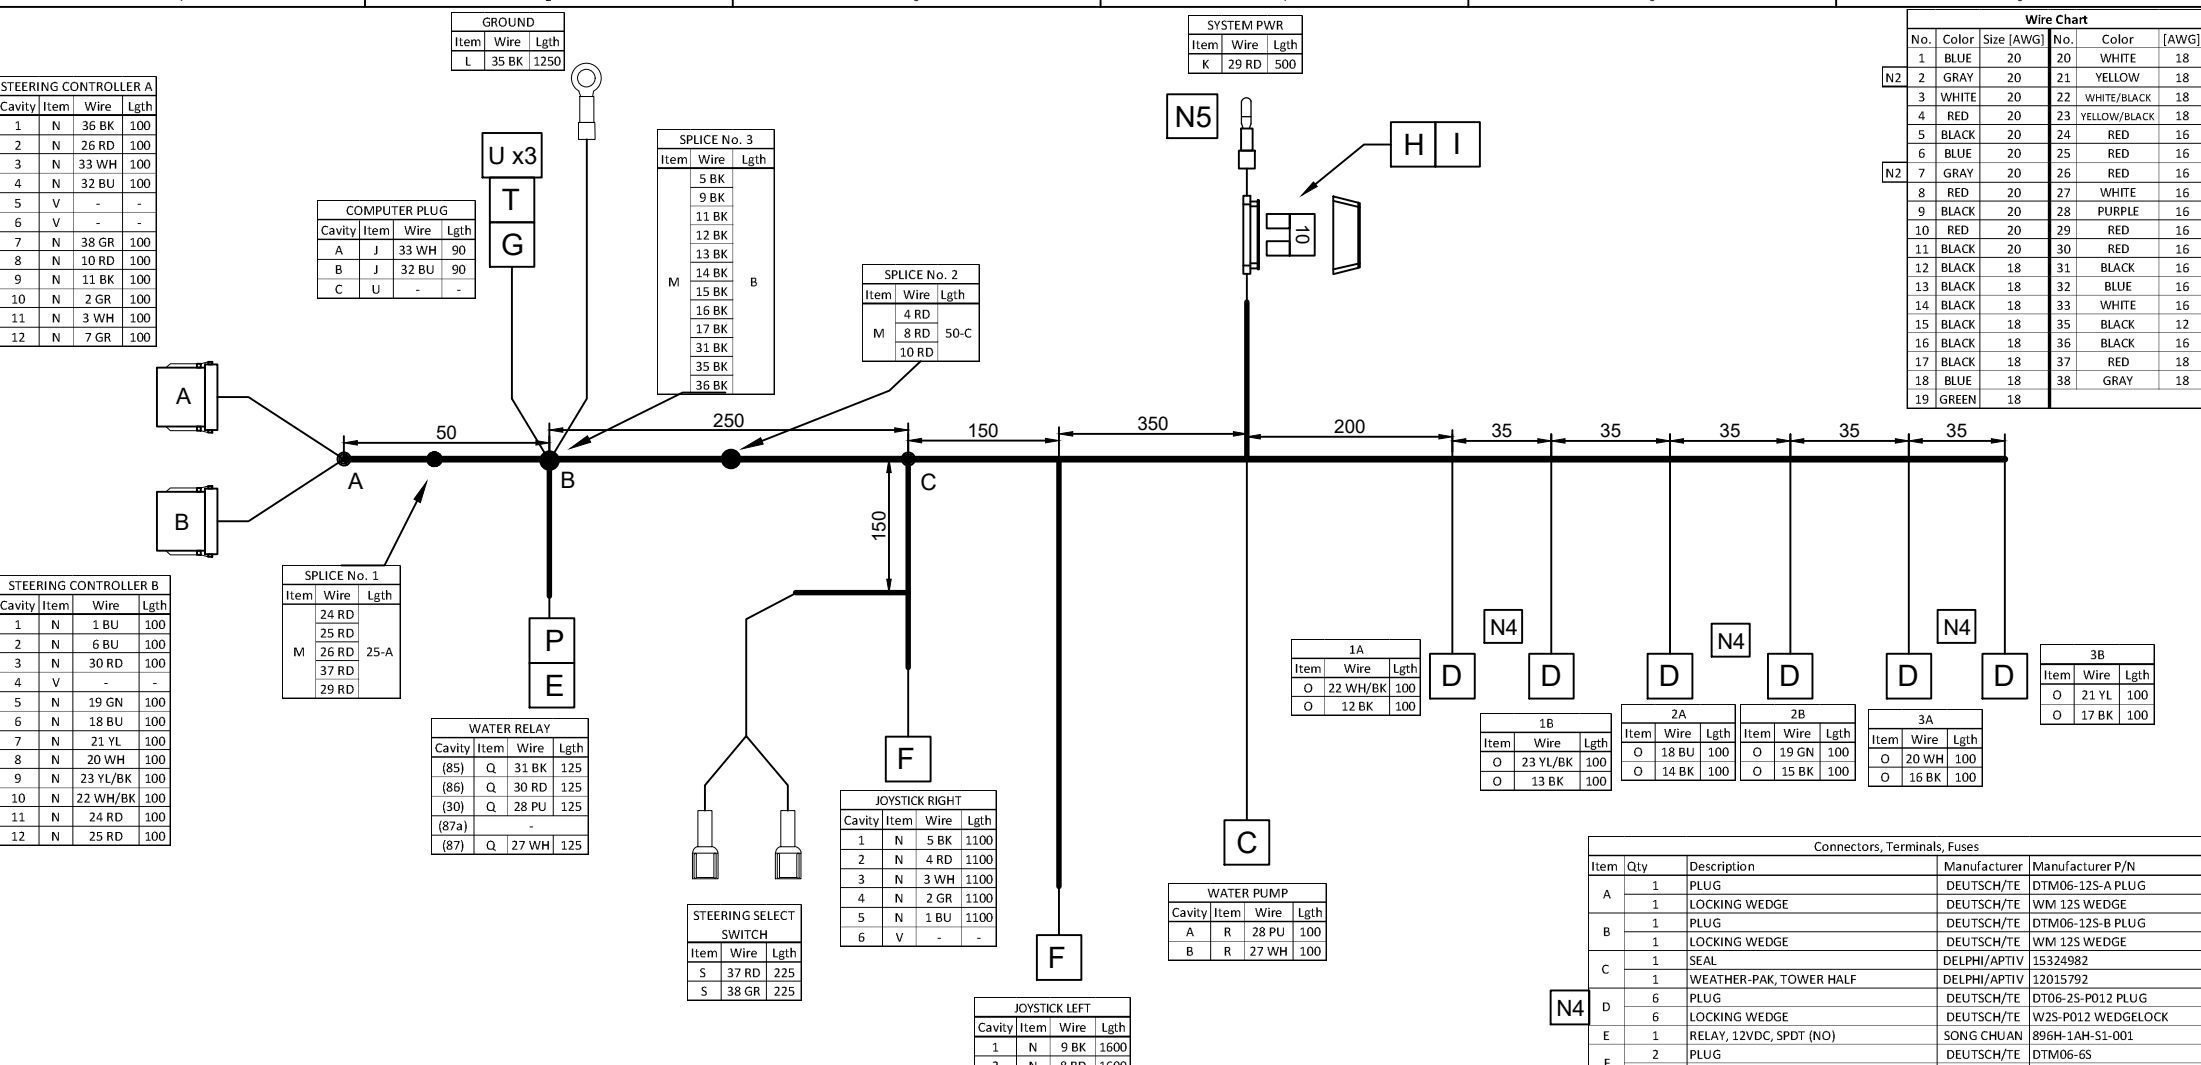 GROUND
Item Wire Lgth
L 35 BK 1250
SYSTEM PWR
Item Wire Lgth
K 29 RD 500
Wire Chart
No. Color Size [AWG] No. Color [AWG]
1 BLUE 20 20 WHITE 18
N2 2 GRAY 20 21 YELLOW 18
3 WHITE 20 22 WHITE/BLACK 18
4 RED 20 23 YELLOW/BLACK 18
5 BLACK 20 24 RED 16
6 BLUE 20 25 RED 16
N2 7 GRAY 20 26 RED 16
8 RED 20 27 WHITE 16
9 BLACK 20 28 PURPLE 16
10 RED 20 29 RED 16
11 BLACK 20 30 RED 16
12 BLACK 18 31 BLACK 16
13 BLACK 18 32 BLUE 16
14 BLACK 18 33 WHITE 16
15 BLACK 18 35 BLACK 12
16 BLACK 18 36 BLACK 16
17 BLACK 18 37 RED 18
18 BLUE 18 38 GRAY 18
19 GREEN 18
STEERING CONTROLLER A
Cavity Item Wire Lgth
1 N 36 BK 100
2 N 26 RD 100
3 N 33 WH 100
4 N 32 BU 100
5 V - -
6 V - -
7 N 38 GR 100
8 N 10 RD 100
9 N 11 BK 100
10 N 2 GR 100
11 N 3 WH 100
12 N 7 GR 100
U x3
T
G
COMPUTER PLUG
Cavity Item Wire Lgth
A J 33 WH 90
B J 32 BU 90
C U - -
SPLICE No. 3
Item Wire Lgth
5 BK
9 BK
11 BK
12 BK
13 BK
M 14 BK B
15 BK
16 BK
17 BK
31 BK
35 BK
36 BK
SPLICE No. 2
Item Wire Lgth
4 RD
M 8 RD 50-C
10 RD
N5
H I
10
A
B
50
250
150
350
200
35
35
35
35
35
A
B
C
150
STEERING CONTROLLER B
Cavity Item Wire Lgth
1 N 1 BU 100
2 N 6 BU 100
3 N 30 RD 100
4 V - -
5 N 19 GN 100
6 N 18 BU 100
7 N 21 YL 100
8 N 20 WH 100
9 N 23 YL/BK 100
10 N 22 WH/BK 100
11 N 24 RD 100
12 N 25 RD 100
SPLICE No. 1
Item Wire Lgth
24 RD
25 RD
M 26 RD 25-A
37 RD
29 RD
P
E
WATER RELAY
Cavity Item Wire Lgth
(85) Q 31 BK 125
(86) Q 30 RD 125
(30) Q 28 PU 125
(87a) -
(87) Q 27 WH 125
STEERING SELECT
SWITCH
Item Wire Lgth
S 37 RD 225
S 38 GR 225
F
JOYSTICK RIGHT
Cavity Item Wire Lgth
1 N 5 BK 1100
2 N 4 RD 1100
3 N 3 WH 1100
4 N 2 GR 1100
5 N 1 BU 1100
6 V - -
F
JOYSTICK LEFT
Cavity Item Wire Lgth
1 N 9 BK 1600
C
WATER PUMP
Cavity Item Wire Lgth
A R 28 PU 100
B R 27 WH 100
N4
N4
N4
D
D
D
D
D
D
1A
Item Wire Lgth
O 22 WH/BK 100
O 12 BK 100
1B
Item Wire Lgth
O 23 YL/BK 100
O 13 BK 100
2A
Item Wire Lgth
O 18 BU 100
O 14 BK 100
2B
Item Wire Lgth
O 19 GN 100
O 15 BK 100
3A
Item Wire Lgth
O 20 WH 100
O 16 BK 100
3B
Item Wire Lgth
O 21 YL 100
O 17 BK 100
Connectors, Terminals, Fuses
Item Qty Description Manufacturer Manufacturer P/N
A 1 PLUG DEUTSCH/TE DTM06-12S-A PLUG
1 LOCKING WEDGE DEUTSCH/TE WM 12S WEDGE
B 1 PLUG DEUTSCH/TE DTM06-12S-B PLUG
1 LOCKING WEDGE DEUTSCH/TE WM 12S WEDGE
C 1 SEAL DELPHI/APTIV 15324982
1 WEATHER-PAK, TOWER HALF DELPHI/APTIV 12015792
N4 D 6 PLUG DEUTSCH/TE DT06-2S-P012 PLUG
6 LOCKING WEDGE DEUTSCH/TE W2S-P012 WEDGELOCK
E 1 RELAY, 12VDC, SPDT (NO) SONG CHUAN 896H-1AH-S1-001
2 PLUG DEUTSCH/TE DTM06-6S